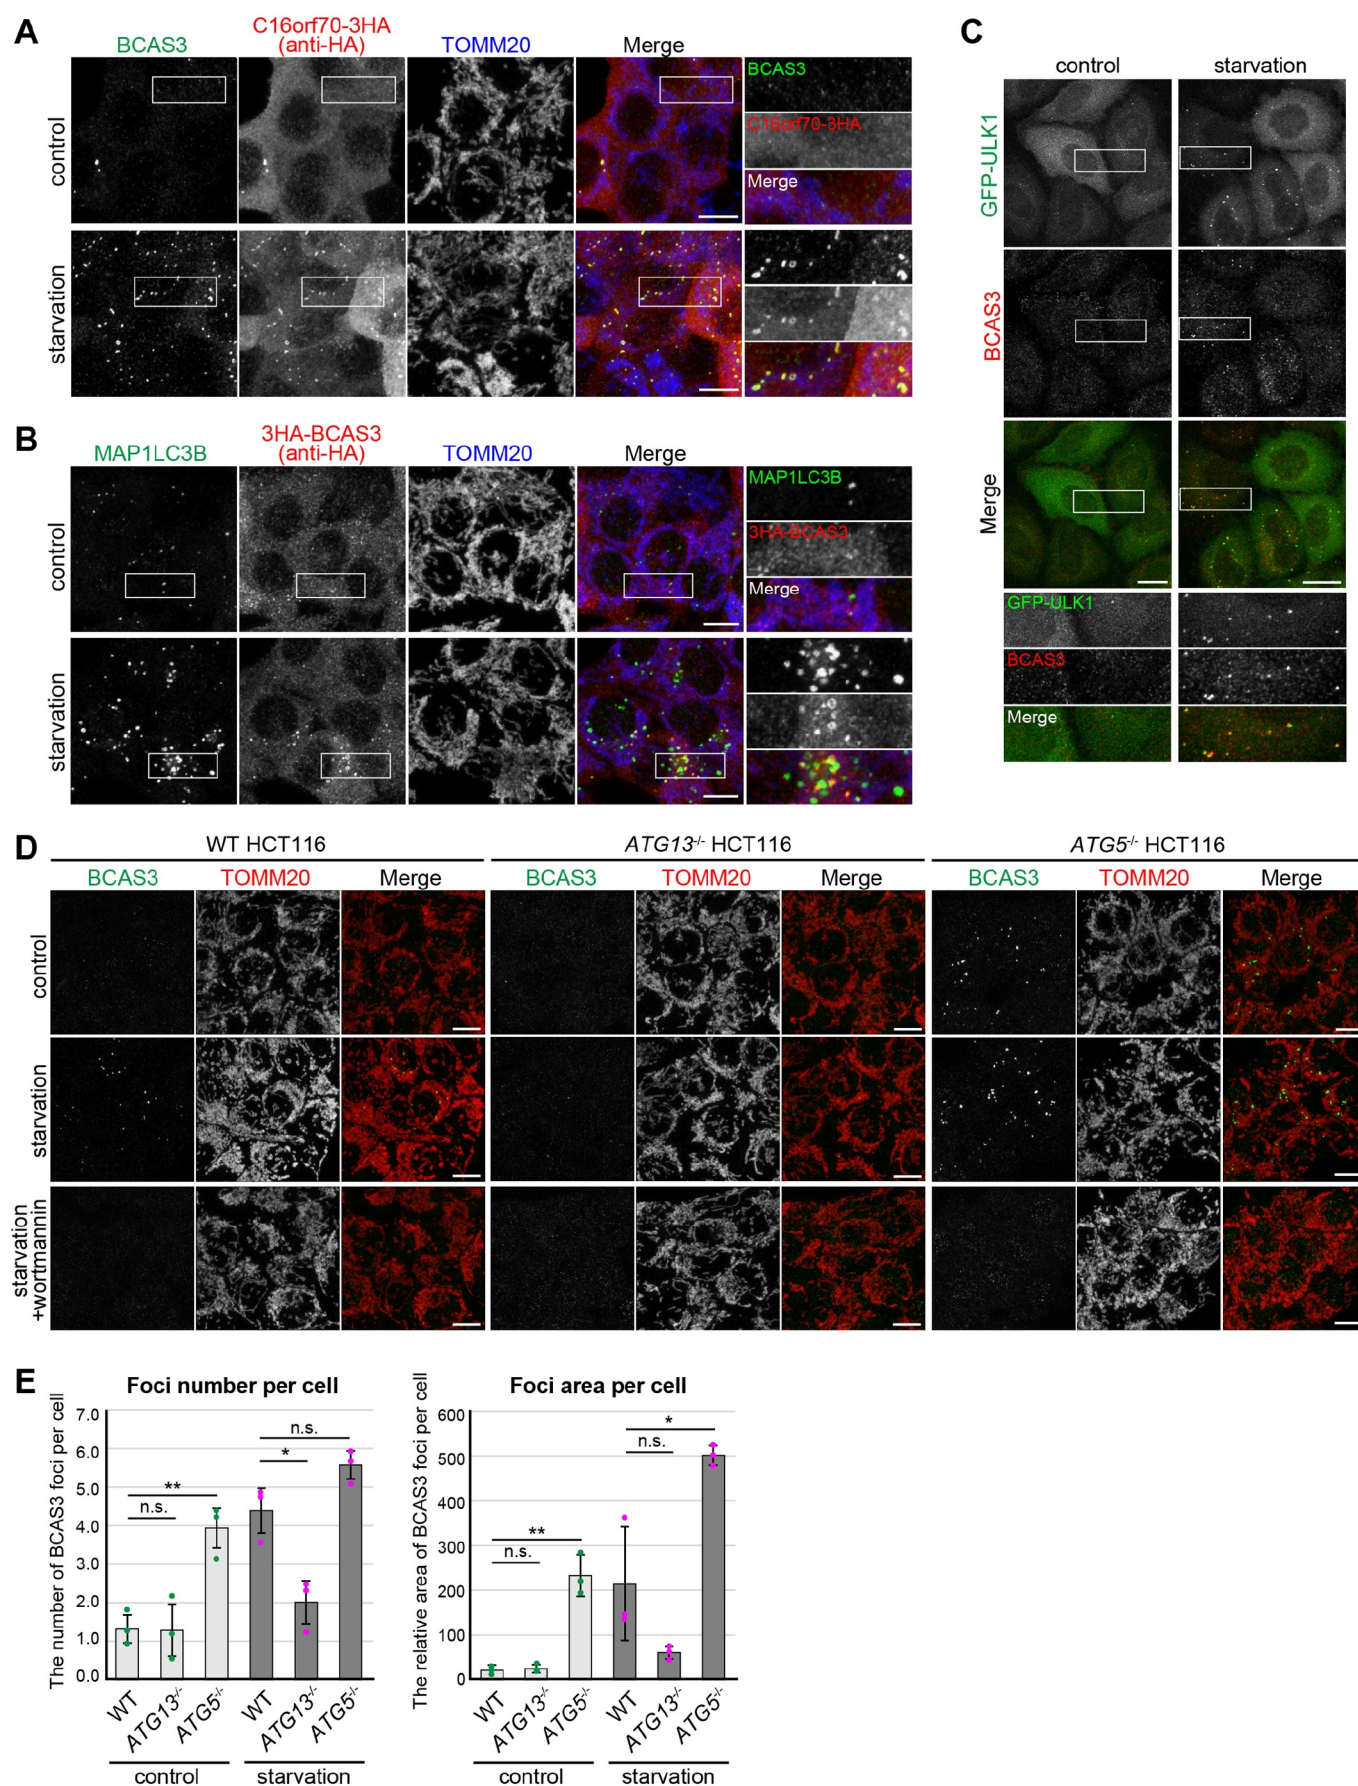 A
BCAS3
C16orf70-3HA
(anti-HA)
TOMM20
Merge
control
starvation
BCAS3
C16orf70-3HA
Merge
B
MAP1LC3B
3HA-BCAS3
(anti-HA)
TOMM20
Merge
control
starvation
MAP1LC3B
3HA-BCAS3
Merge
C
control
starvation
GFP-ULK1
BCAS3
Merge
GFP-ULK1
BCAS3
Merge
D
WT HCT116
ATG13-/- HCT116
ATG5-/- HCT116
BCAS3
TOMM20
Merge
BCAS3
TOMM20
Merge
BCAS3
TOMM20
Merge
control
starvation
starvation
+wortmannin
E
Foci number per cell
The number of BCAS3 foci per cell
7.0
6.0
5.0
4.0
3.0
2.0
1.0
0.0
n.s.
**
n.s.
*
n.s.
WT
ATG13-/-
ATG5-/-
WT
ATG13-/-
ATG5-/-
control
starvation
Foci area per cell
The relative area of BCAS3 foci per cell
600
500
400
300
200
100
0
**
n.s.
*
n.s.
WT
ATG13-/-
ATG5-/-
WT
ATG13-/-
ATG5-/-
control
starvation